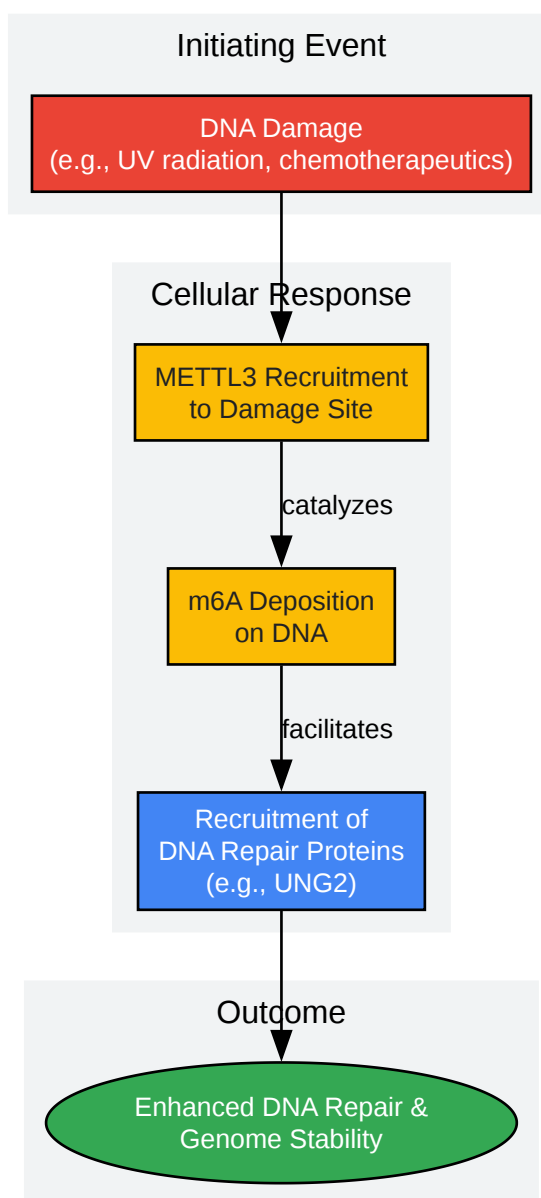 Initiating Event
DNA Damage
(e.g., UV radiation, chemotherapeutics)
Cellular Response
METTL3 Recruitment
to Damage Site
catalyzes
m6A Deposition
on DNA
facilitates
Recruitment of
DNA Repair Proteins
(e.g., UNG2)
Outcome
Enhanced DNA Repair &
Genome Stability